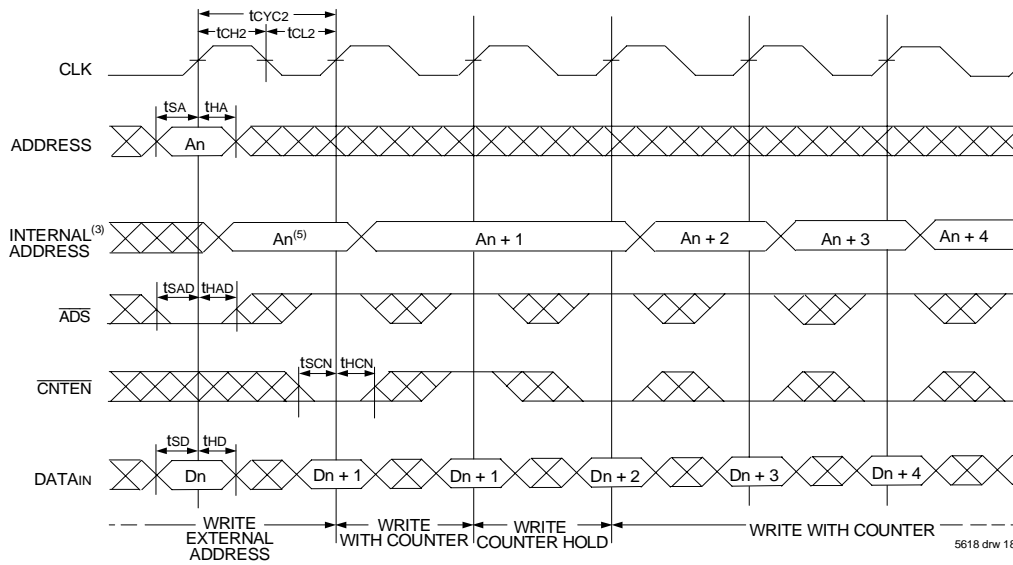 tCYC2
tCH2 tCL2
CLK
tSA tHA
ADDRESS An
INTERNAL(3)
ADDRESS
An(5) An + 1 An + 2 An + 3 An + 4
tSAD tHAD
ADS
tSCN tHCN
CNTEN
tSD tHD
DATAIN Dn Dn + 1 Dn + 1 Dn + 2 Dn + 3 Dn + 4
WRITE
EXTERNAL
ADDRESS
WRITE
WITH COUNTER
WRITE
COUNTER HOLD
WRITE WITH COUNTER
5618 drw 18